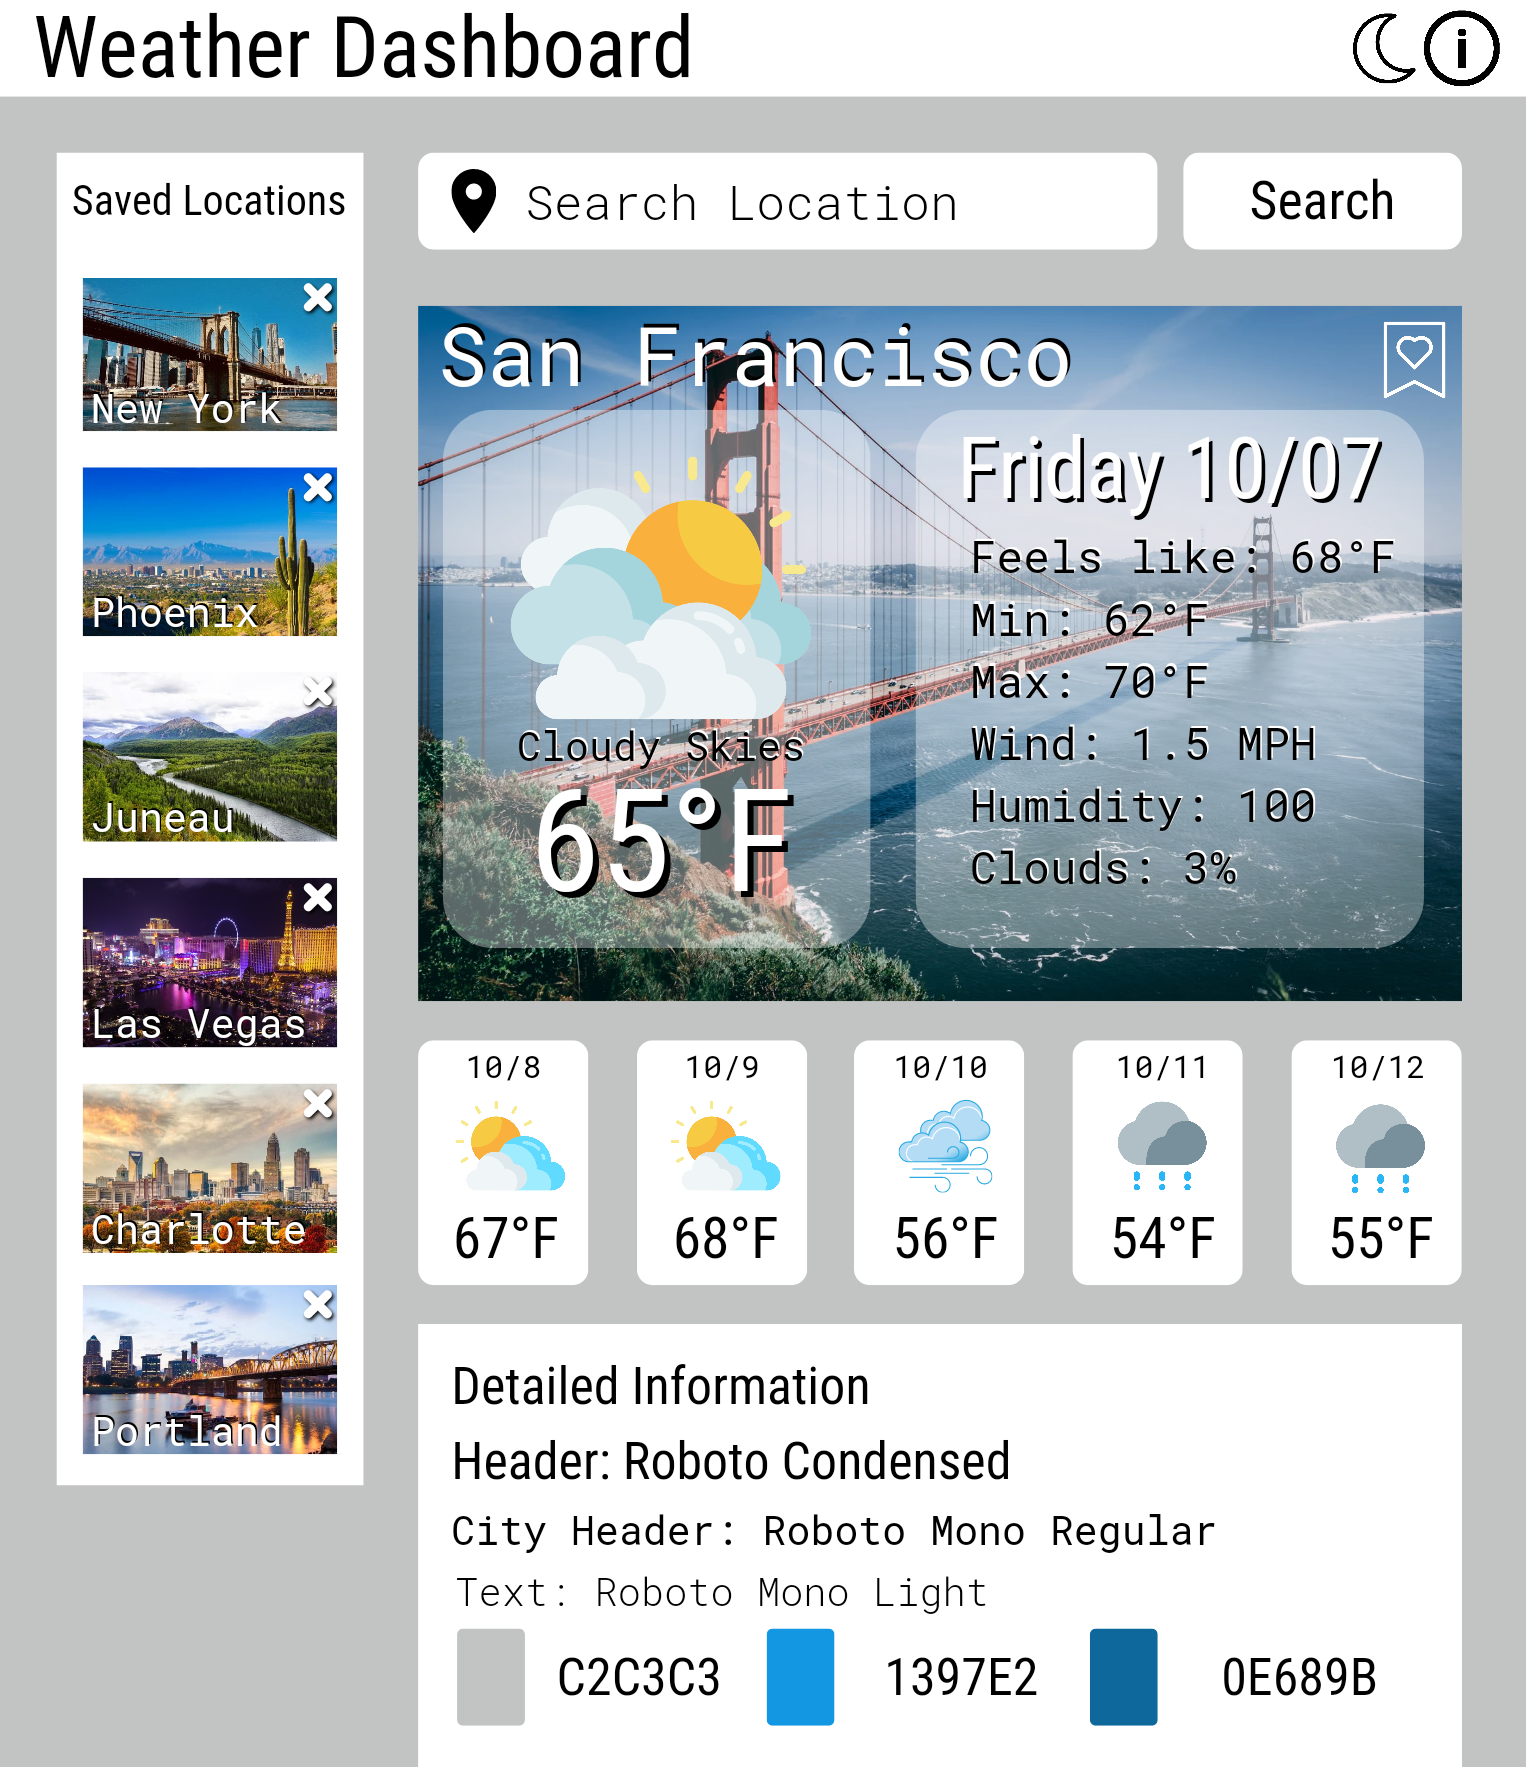 Weather Dashboard
i
Saved Locations
New York
Phoenix
Juneau
Las Vegas
Charlotte
Portland
Search Location
Search
San Francisco
Cloudy Skies
65°F
Friday 10/07
Feels like: 68°F
Min: 62°F
Max: 70°F
Wind: 1.5 MPH
Humidity: 100
Clouds: 3%
10/8
67°F
10/9
68°F
10/10
56°F
10/11
54°F
10/12
55°F
Detailed Information
Header: Roboto Condensed
City Header: Roboto Mono Regular
Text: Roboto Mono Light
C2C3C3
1397E2
0E689B